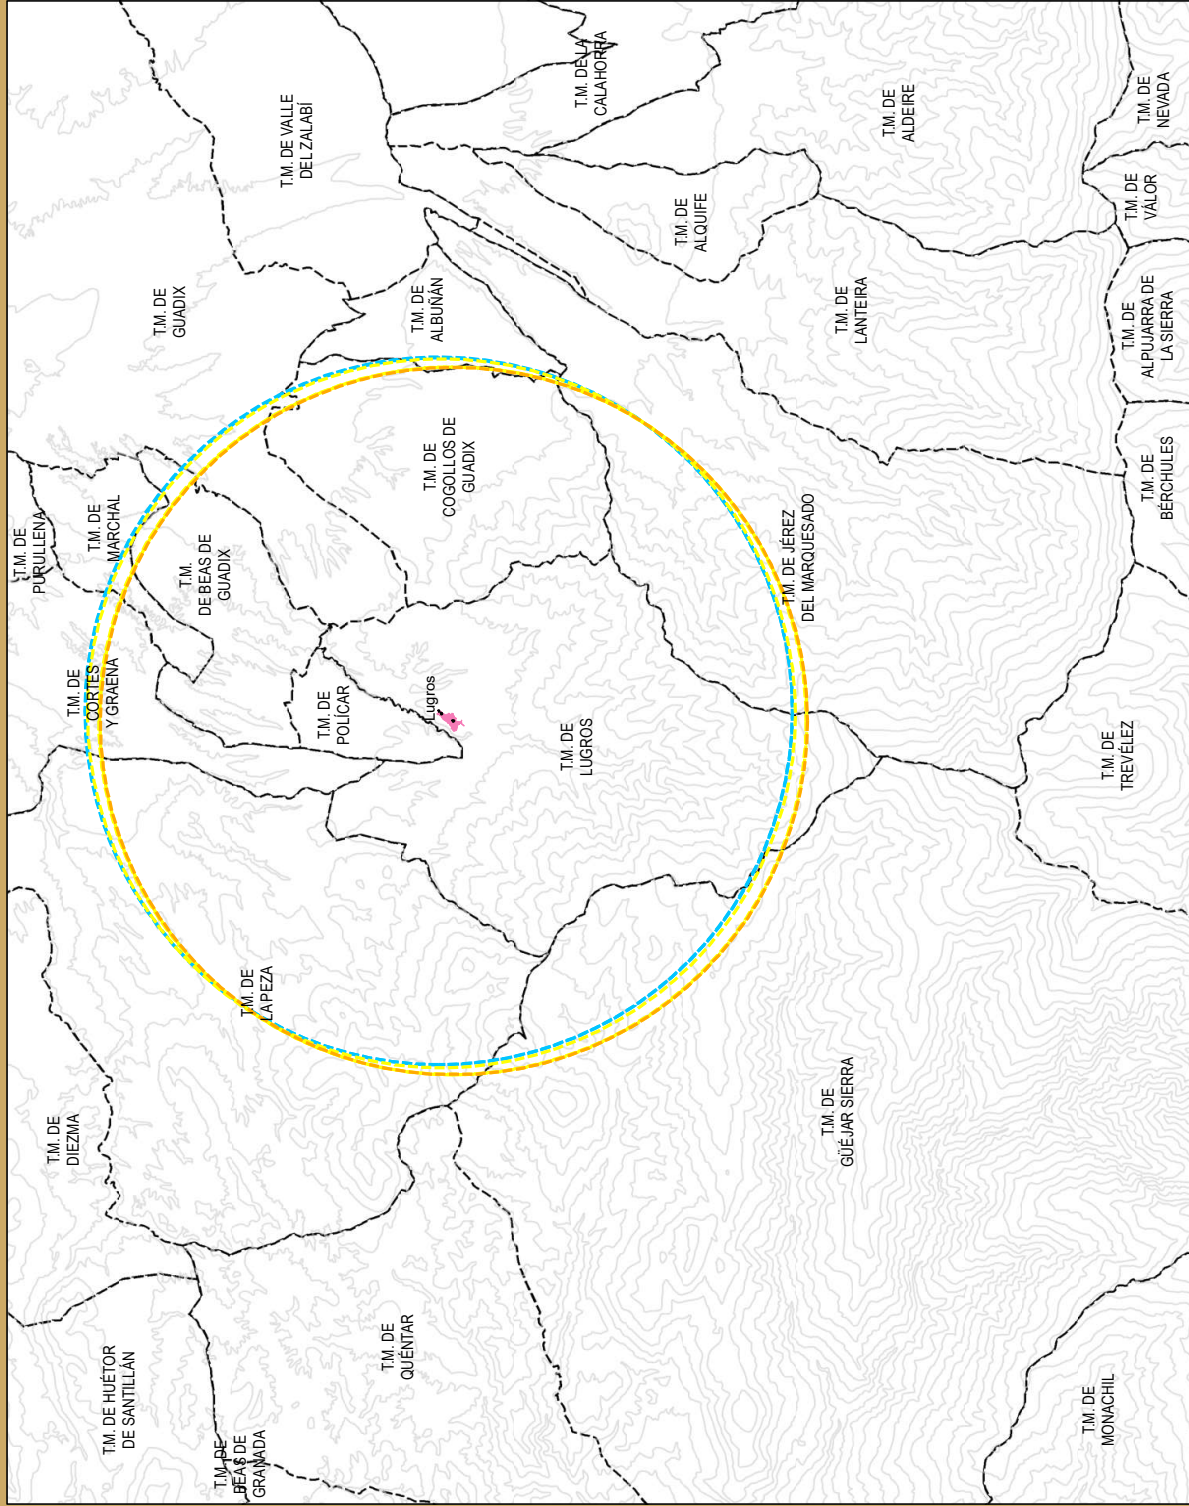 T.M. DE
PURULLENA
T.M. DE
DIEZMA
T.M. DE
CORTES
Y GRAENA
T.M. DE
MARCHAL
T.M. DE HUÉTOR
DE SANTILLÁN
T.M. DE
GUADIX
T.M.
DE BEAS DE
GUADIX
T.M. DE
BEAS DE
GRANADA
T.M. DE
LA PEZA
T.M. DE VALLE
DEL ZALABÍ
T.M. DE
POLÍCAR
T.M. DE
QUÉNTAR
T.M. DE
ALBUÑÁN
Lugros
T.M. DE
COGOLLOS DE
GUADIX
T.M. DE
LUGROS
T.M. DE LA
CALAHORRA
T.M. DE
ALQUIFE
T.M. DE JÉREZ
DEL MARQUESADO
T.M. DE
GÜÉJAR SIERRA
T.M. DE
LANTEIRA
T.M. DE
ALDEIRE
T.M. DE
MONACHIL
T.M. DE
TREVÉLEZ
T.M. DE
ALPUJARRA DE
LA SIERRA
T.M. DE
VÁLOR
T.M. DE
NEVADA
T.M. DE
BÉRCHULES